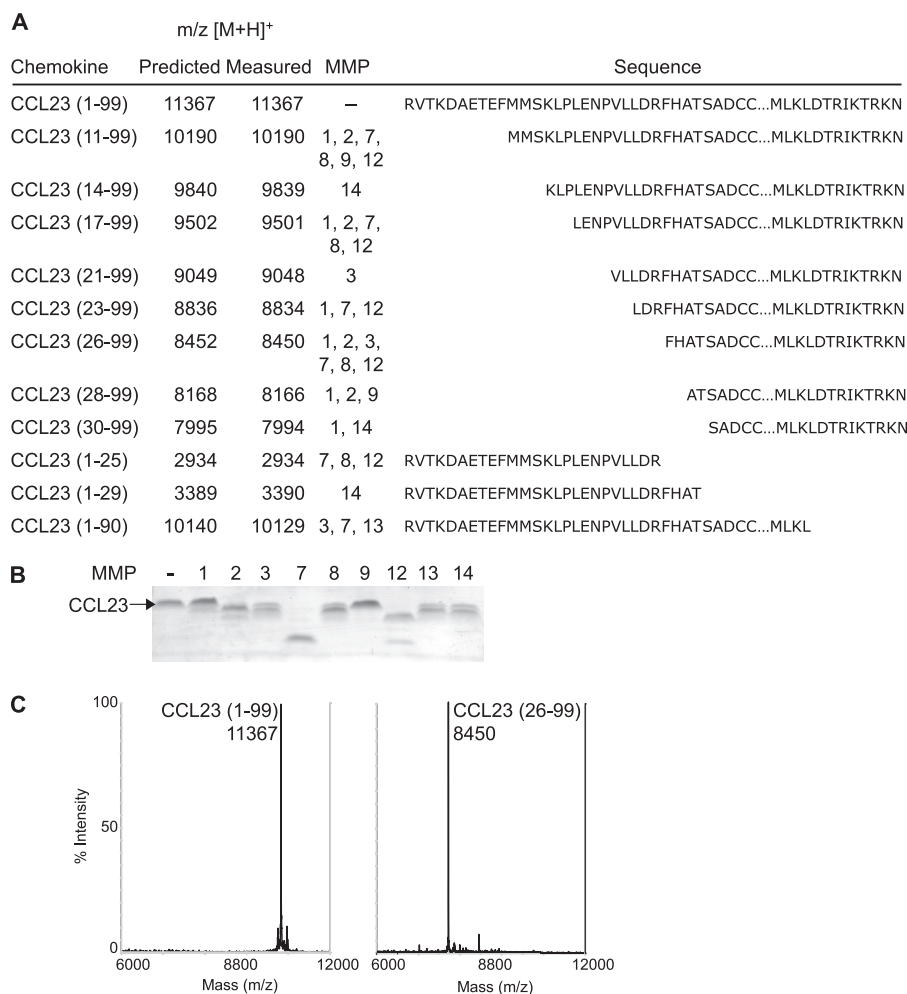 A
m/z [M+H]+
Chemokine Predicted Measured MMP Sequence
CCL23 (1-99) 11367 11367 – RVTKDAETEFMMSKLPLENPVLLDRFHATSADCC...MLKLDTRIKTRKN
CCL23 (11-99) 10190 10190 1, 2, 7, MMSKLPLENPVLLDRFHATSADCC...MLKLDTRIKTRKN
8, 9, 12
CCL23 (14-99) 9840 9839 14 KLPLENPVLLDRFHATSADCC...MLKLDTRIKTRKN
CCL23 (17-99) 9502 9501 1, 2, 7, LENPVLLDRFHATSADCC...MLKLDTRIKTRKN
8, 12
CCL23 (21-99) 9049 9048 3 VLLDRFHATSADCC...MLKLDTRIKTRKN
CCL23 (23-99) 8836 8834 1, 7, 12 LDRFHATSADCC...MLKLDTRIKTRKN
CCL23 (26-99) 8452 8450 1, 2, 3, FHATSADCC...MLKLDTRIKTRKN
7, 8, 12
CCL23 (28-99) 8168 8166 1, 2, 9 ATSADCC...MLKLDTRIKTRKN
CCL23 (30-99) 7995 7994 1, 14 SADCC...MLKLDTRIKTRKN
CCL23 (1-25) 2934 2934 7, 8, 12 RVTKDAETEFMMSKLPLENPVLLDR
CCL23 (1-29) 3389 3390 14 RVTKDAETEFMMSKLPLENPVLLDRFHAT
CCL23 (1-90) 10140 10129 3, 7, 13 RVTKDAETEFMMSKLPLENPVLLDRFHATSADCC...MLKL
B MMP - 1 2 3 7 8 9 12 13 14
CCL23
C
100
50
0
% Intensity
CCL23 (1-99)
11367
6000 8800 12000
Mass (m/z)
CCL23 (26-99)
8450
6000 8800 12000
Mass (m/z)